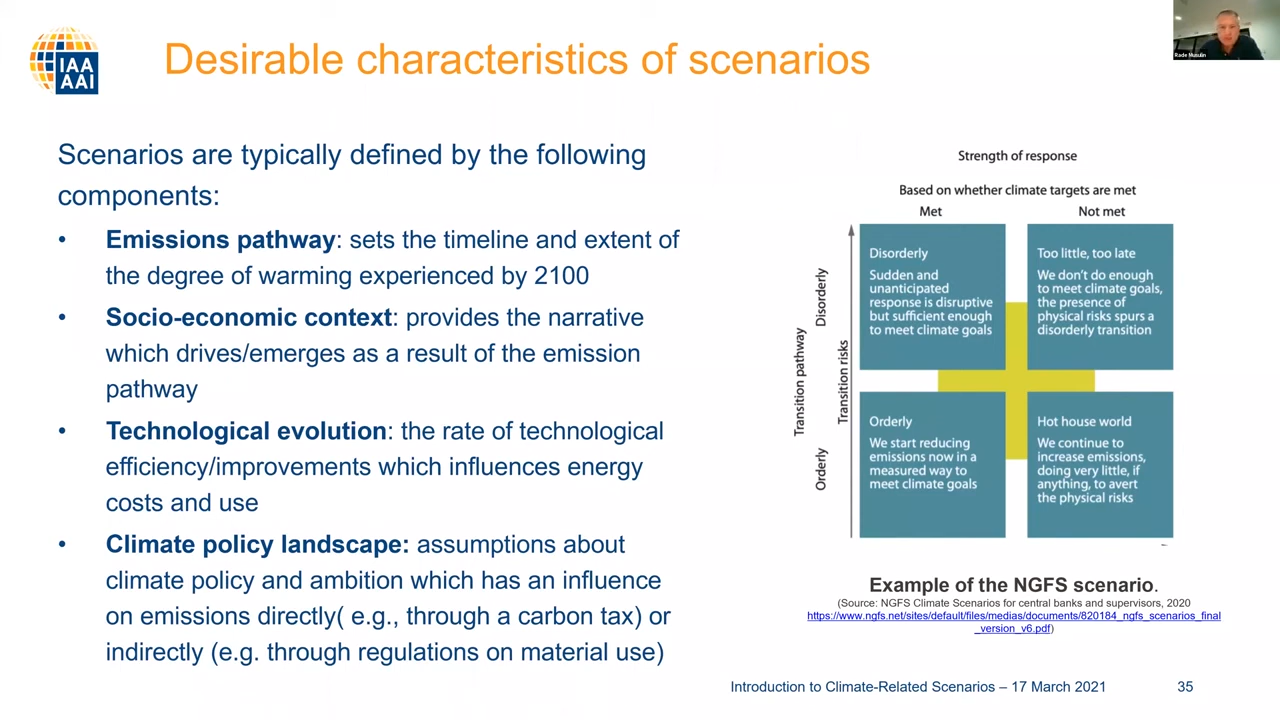 IAA
AAI
Desirable characteristics of scenarios
Rade Musulin
Scenarios are typically defined by the following
components:
• Emissions pathway: sets the timeline and extent of
the degree of warming experienced by 2100
• Socio-economic context: provides the narrative
which drives/emerges as a result of the emission
pathway
• Technological evolution: the rate of technological
efficiency/improvements which influences energy
costs and use
• Climate policy landscape: assumptions about
climate policy and ambition which has an influence
on emissions directly( e.g., through a carbon tax) or
indirectly (e.g. through regulations on material use)
Strength of response
Based on whether climate targets are met
Met
Not met
Transition pathway
Disorderly
Orderly
Transition risks
Disorderly
Sudden and
unanticipated
response is disruptive
but sufficient enough
to meet climate goals
Too little, too late
We don’t do enough
to meet climate goals,
the presence of
physical risks spurs a
disorderly transition
Orderly
We start reducing
emissions now in a
measured way to
meet climate goals
Hot house world
We continue to
increase emissions,
doing very little, if
anything, to avert
the physical risks
Example of the NGFS scenario.
(Source: NGFS Climate Scenarios for central banks and supervisors, 2020
https://www.ngfs.net/sites/default/files/medias/documents/820184_ngfs_scenarios_final
_version_v6.pdf)
Introduction to Climate-Related Scenarios – 17 March 2021
35